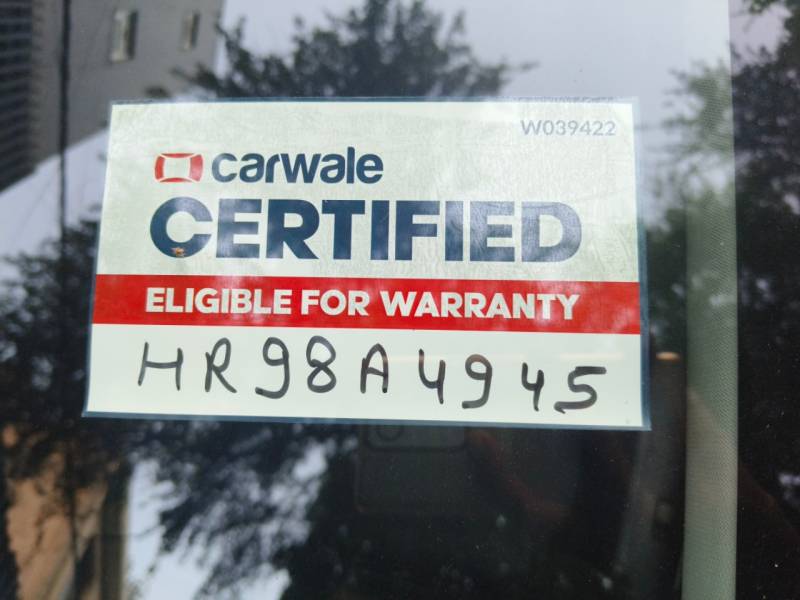 W039422
carwale
CERTIFIED
ELIGIBLE FOR WARRANTY
HR98A4945